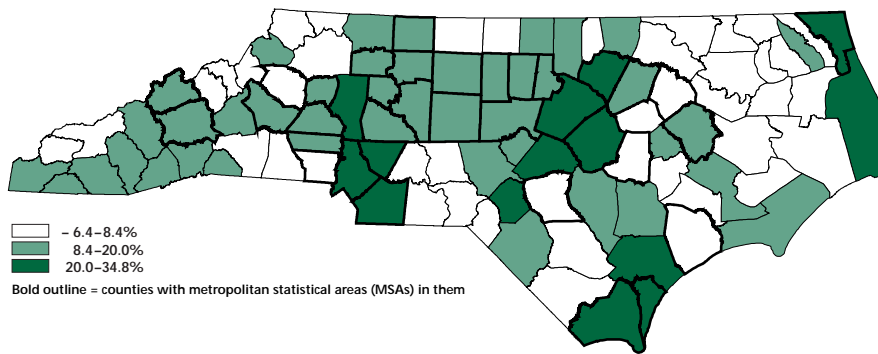 – 6.4–8.4%
8.4–20.0%
20.0–34.8%
Bold outline = counties with metropolitan statistical areas (MSAs) in them